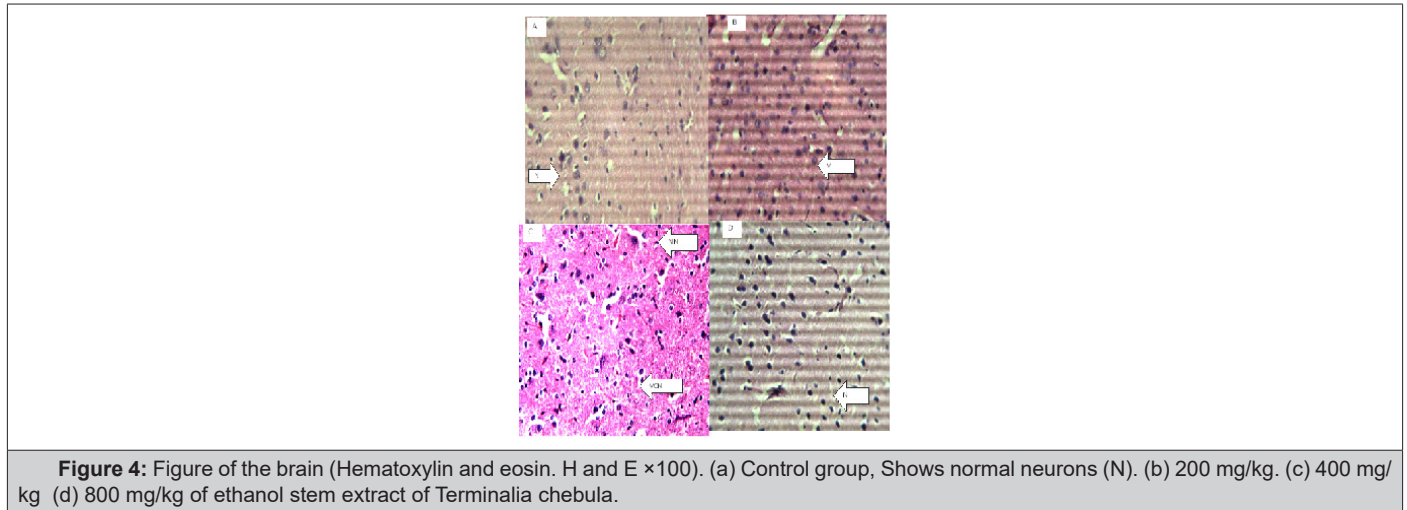 A
B
C
NN
D
N
Figure 4: Figure of the brain (Hematoxylin and eosin. H and E ×100). (a) Control group, Shows normal neurons (N). (b) 200 mg/kg. (c) 400 mg/
kg (d) 800 mg/kg of ethanol stem extract of Terminalia chebula.